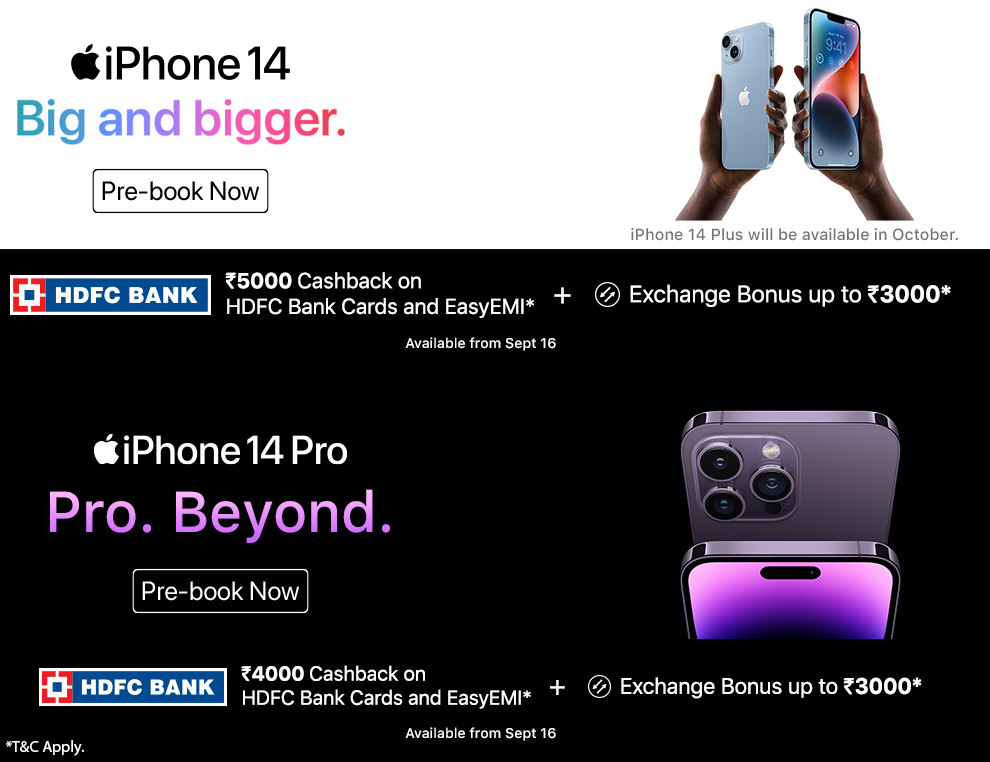 iPhone 14
Big and bigger.
Pre-book Now
9:41
iPhone 14 Plus will be available in October.
HDFC BANK
₹5000 Cashback on
HDFC Bank Cards and EasyEMI*
+
Exchange Bonus up to ₹3000*
Available from Sept 16
iPhone 14 Pro
Pro. Beyond.
Pre-book Now
HDFC BANK
₹4000 Cashback on
HDFC Bank Cards and EasyEMI*
+
Exchange Bonus up to ₹3000*
Available from Sept 16
*T&C Apply.